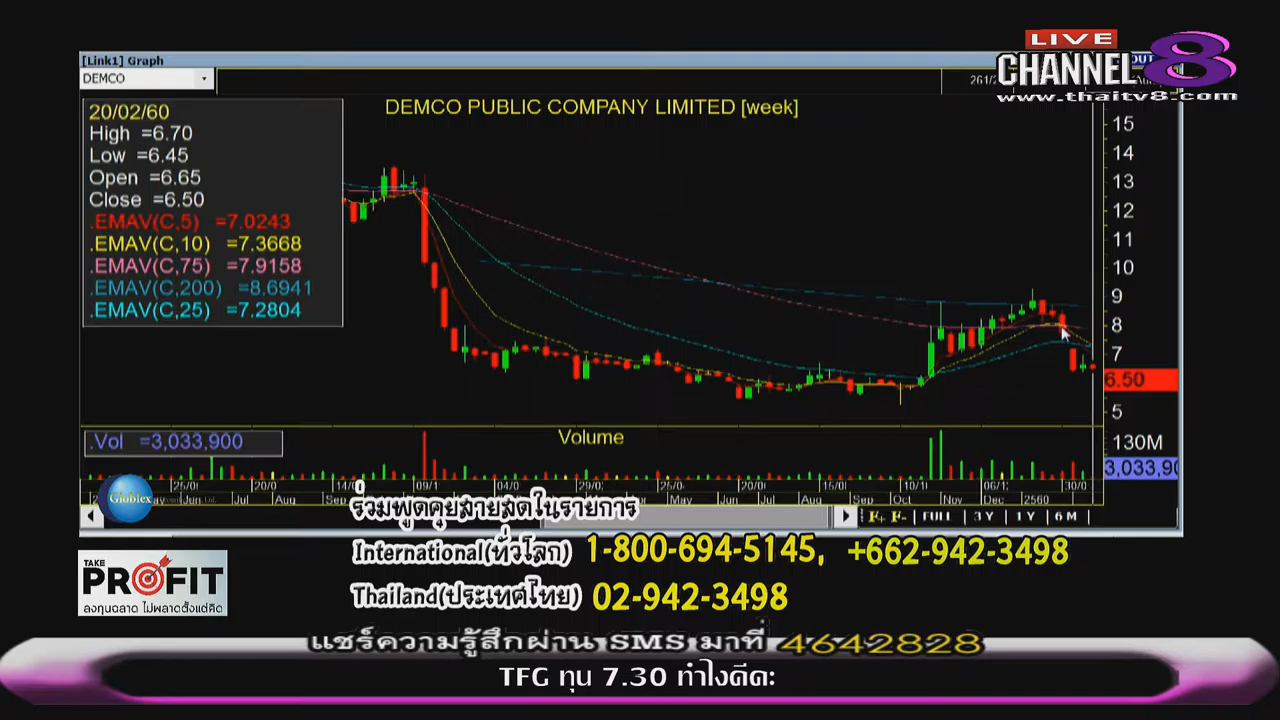 LIVE
CHANNEL 8
www.thaitv8.com
[Link1] Graph
DEMCO
DEMCO PUBLIC COMPANY LIMITED [week]
20/02/60
High =6.70
Low =6.45
Open =6.65
Close =6.50
.EMAV(C,5) =7.0243
.EMAV(C,10) =7.3668
.EMAV(C,75) =7.9158
.EMAV(C,200) =8.6941
.EMAV(C,25) =7.2804
15
14
13
12
11
10
9
8
7
6.50
5
.Vol =3,033,900
Volume
130M
3,033,90
Jun Jul Aug Sep May Jun Jul Aug Sep Oct Nov Dec 2560
F+ F- FULL 3 Y 1 Y 6 M
Globlex
ร่วมพูดคุยสายสดในรายการ
International(ทั่วโลก) 1-800-694-5145, +662-942-3498
Thailand(ประเทศไทย) 02-942-3498
TAKE
PROFIT
ลงทุนฉลาด ไม่พลาดตั้งแต่คิด
แชร์ความรู้สึกผ่าน SMS มาที่ 4642828
TFG ทุน 7.30 ทำไงดีคะ